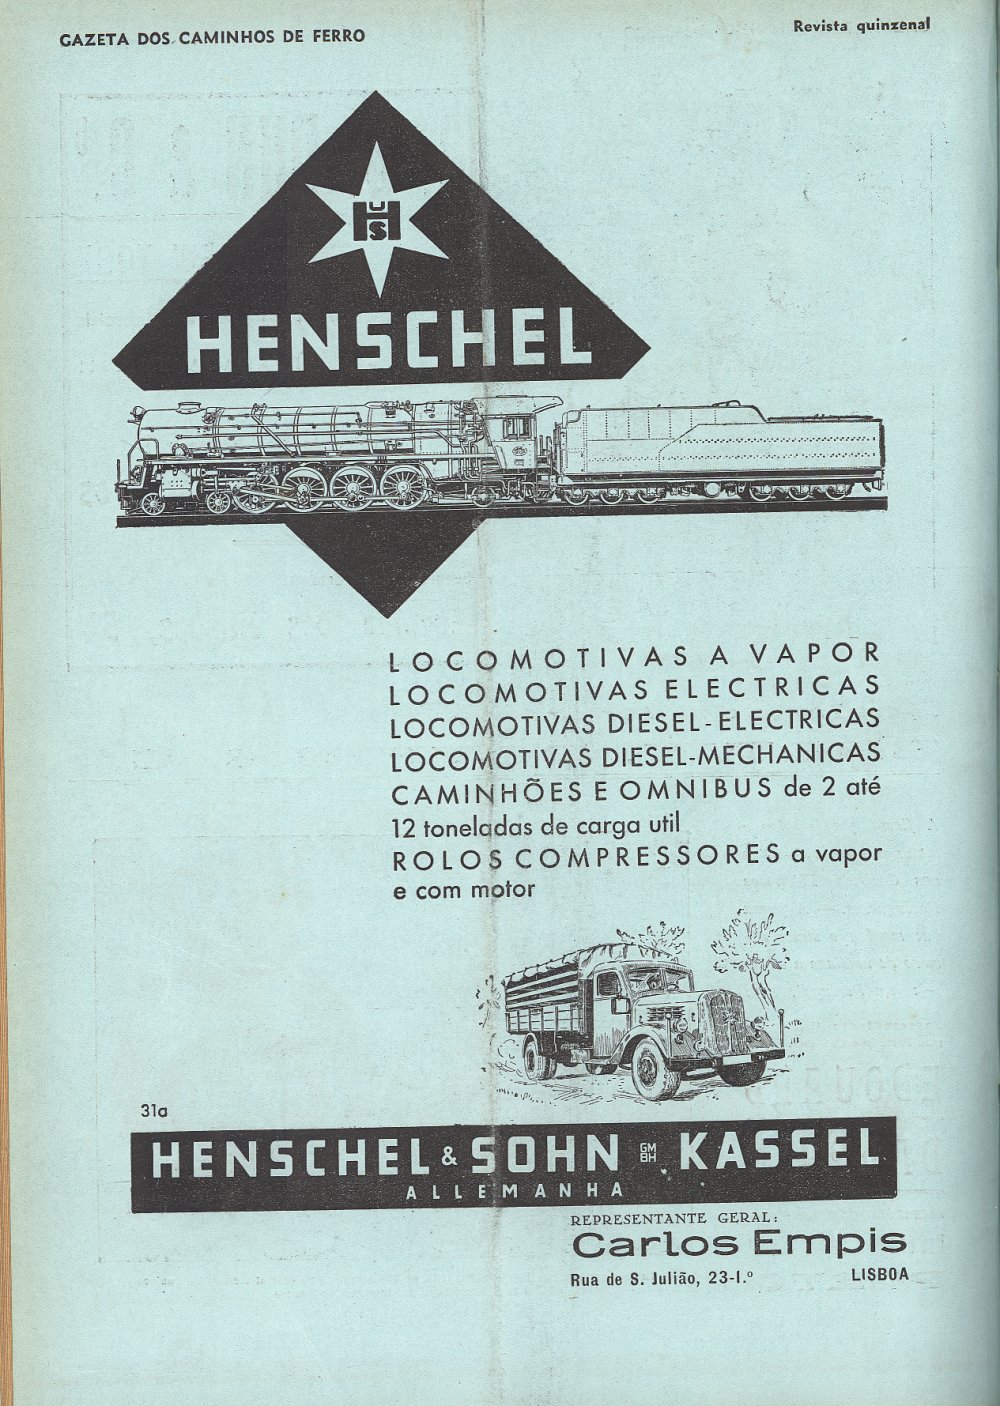 GAZETA DOS CAMINHOS DE FERRO
Revista quinzenal
HUS
HENSCHEL
LOCOMOTIVAS A VAPOR
LOCOMOTIVAS ELECTRICAS
LOCOMOTIVAS DIESEL-ELECTRICAS
LOCOMOTIVAS DIESEL-MECHANICAS
CAMINHÕES E OMNIBUS de 2 até
12 toneladas de carga util
ROLOS COMPRESSORES a vapor
e com motor
31a
HENSCHEL & SOHN GMBH KASSEL
ALLEMANHA
REPRESENTANTE GERAL:
Carlos Empis
Rua de S. Julião, 23-1.º LISBOA